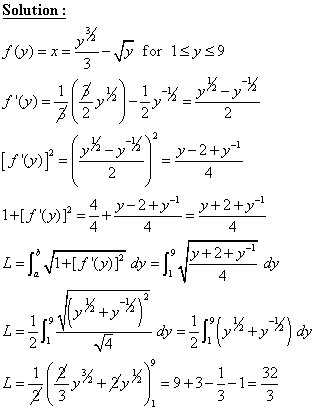 Solution :
f(y) = x = y^(3/2)/3 − √y for 1 ≤ y ≤ 9
f '(y) = 1/3 (3/2 y^(1/2)) − 1/2 y^(−1/2) = (y^(1/2) − y^(−1/2))/2
[f '(y)]² = ((y^(1/2) − y^(−1/2))/2)² = (y − 2 + y⁻¹)/4
1+[f '(y)]² = 4/4 + (y − 2 + y⁻¹)/4 = (y + 2 + y⁻¹)/4
L = ∫_a^b √(1+[f '(y)]²) dy = ∫_1^9 √((y + 2 + y⁻¹)/4) dy
L = 1/2 ∫_1^9 √((y^(1/2) + y^(−1/2))²)/√4 dy = 1/2 ∫_1^9 (y^(1/2) + y^(−1/2)) dy
L = 1/2 (2/3 y^(3/2) + 2 y^(1/2))_1^9 = 9 + 3 − 1/3 − 1 = 32/3